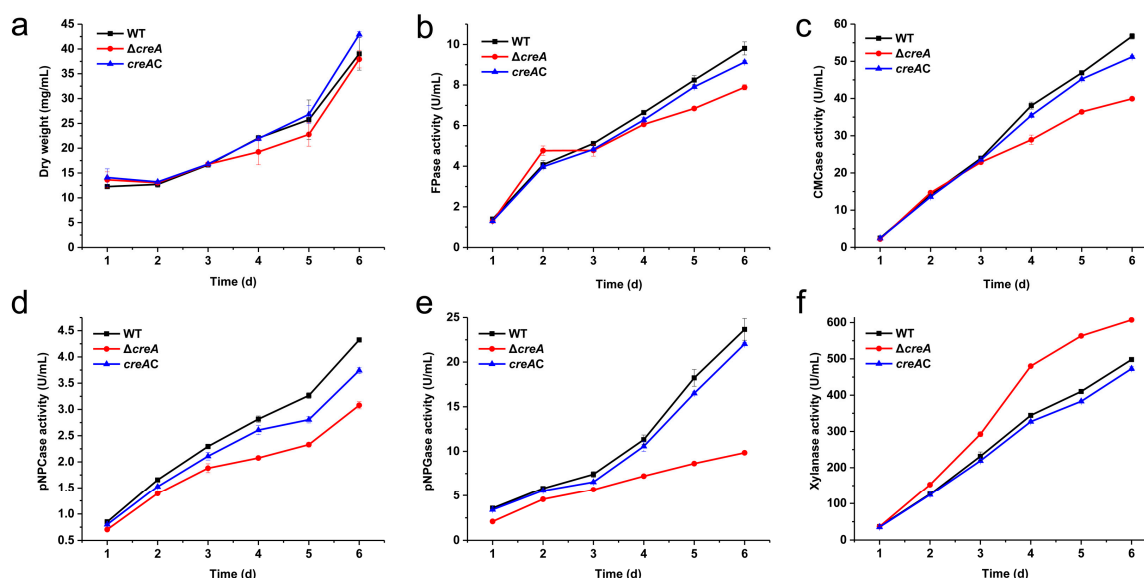 a
WT
ΔcreA
creAC
45
40
35
30
25
20
15
10
5
0
Dry weight (mg/mL)
1 2 3 4 5 6
Time (d)
b
WT
ΔcreA
creAC
10
8
6
4
2
0
FPase activity (U/mL)
1 2 3 4 5 6
Time (d)
c
WT
ΔcreA
creAC
60
50
40
30
20
10
0
CMCase activity (U/mL)
1 2 3 4 5 6
Time (d)
d
WT
ΔcreA
creAC
4.5
4.0
3.5
3.0
2.5
2.0
1.5
1.0
0.5
pNPCase activity (U/mL)
1 2 3 4 5 6
Time (d)
e
WT
ΔcreA
creAC
25
20
15
10
5
0
pNPGase activity (U/mL)
1 2 3 4 5 6
Time (d)
f
WT
ΔcreA
creAC
600
500
400
300
200
100
0
Xylanase activity (U/mL)
1 2 3 4 5 6
Time (d)